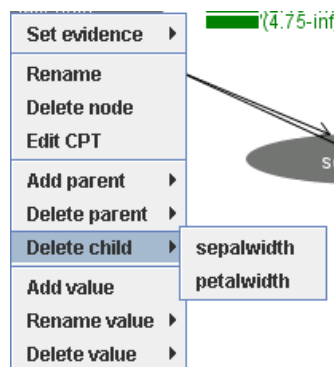 '(4.75-inf
Set evidence
Rename
Delete node
Edit CPT
Add parent
Delete parent
Delete child
sepalwidth
petalwidth
Add value
Rename value
Delete value